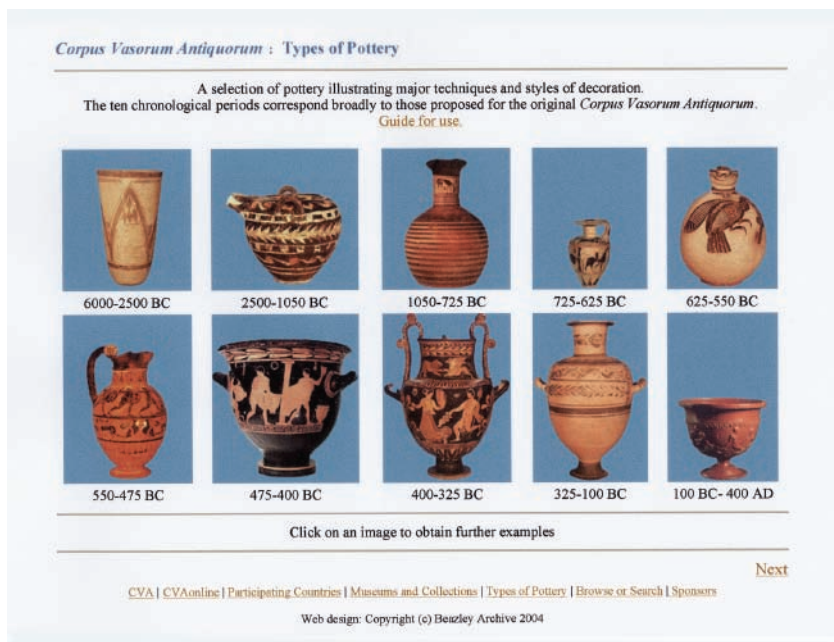 Corpus Vasorum Antiquorum : Types of Pottery
A selection of pottery illustrating major techniques and styles of decoration.
The ten chronological periods correspond broadly to those proposed for the original Corpus Vasorum Antiquorum.
Guide for use.
6000-2500 BC 2500-1050 BC 1050-725 BC 725-625 BC 625-550 BC
550-475 BC 475-400 BC 400-325 BC 325-100 BC 100 BC- 400 AD
Click on an image to obtain further examples
Next
CVA | CVAonline | Participating Countries | Museums and Collections | Types of Pottery | Browse or Search | Sponsors
Web design: Copyright (c) Beazley Archive 2004